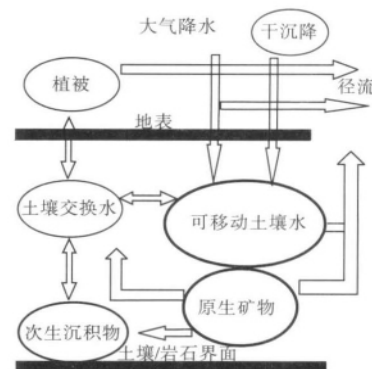 大气降水
干沉降
植被
径流
地表
土壤交换水
可移动土壤水
原生矿物
次生沉积物
土壤/岩石界面